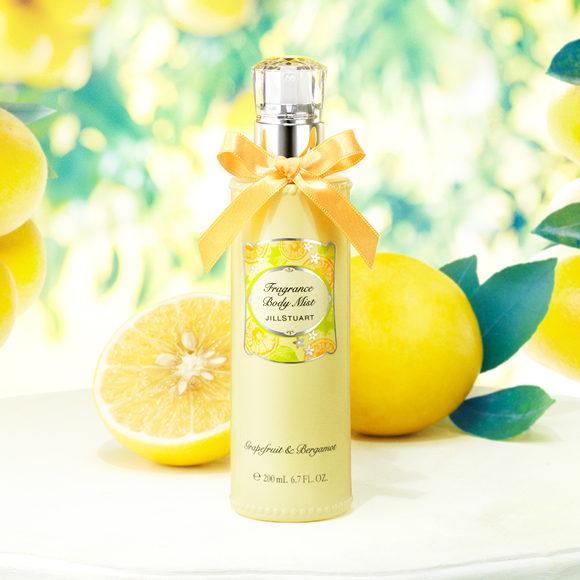 Fragrance
Body Mist
JILLSTUART
Grapefruit & Bergamot
℮ 200 mL 6.7 FL. OZ.